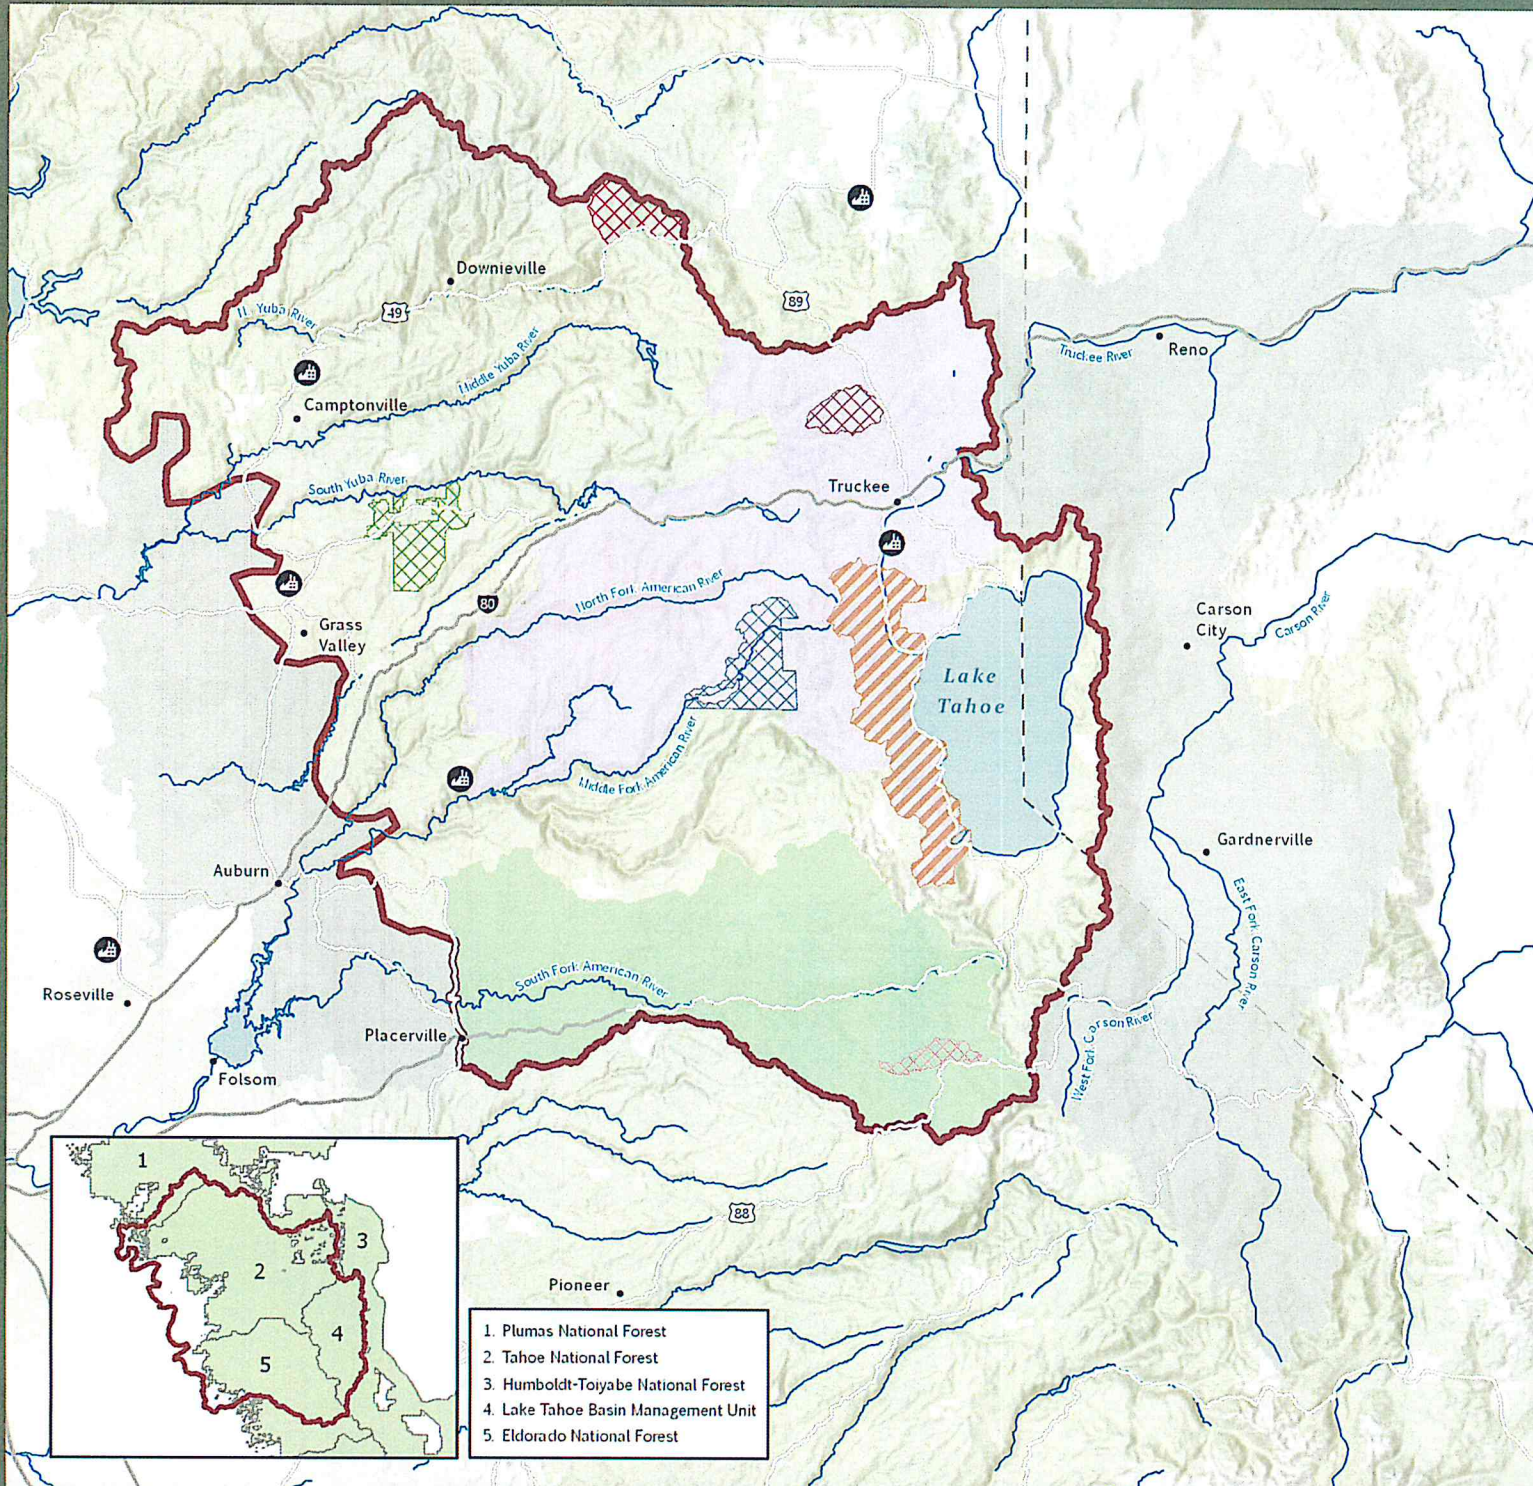 Downieville
89
49
N. Yuba River
Truckee River
Reno
Middle Yuba River
Camptonville
South Yuba River
Truckee
80
North Fork American River
Grass
Valley
Carson
City
Carson River
Lake
Tahoe
Middle Fork American River
Gardnerville
Auburn
East Fork Carson River
South Fork American River
Roseville
Placerville
West Fork Carson River
Folsom
1
2
3
4
5
88
Pioneer
1. Plumas National Forest
2. Tahoe National Forest
3. Humboldt-Toiyabe National Forest
4. Lake Tahoe Basin Management Unit
5. Eldorado National Forest